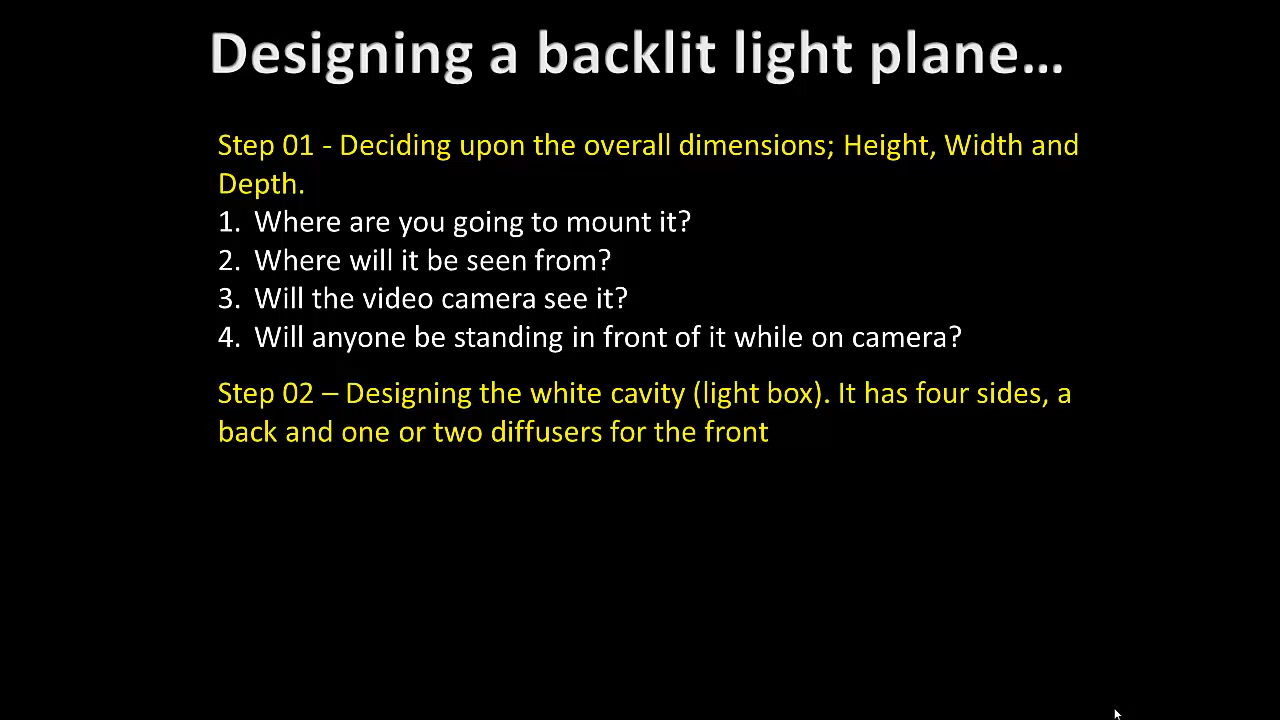 Designing a backlit light plane...
Step 01 - Deciding upon the overall dimensions; Height, Width and
Depth.
1. Where are you going to mount it?
2. Where will it be seen from?
3. Will the video camera see it?
4. Will anyone be standing in front of it while on camera?
Step 02 – Designing the white cavity (light box). It has four sides, a
back and one or two diffusers for the front